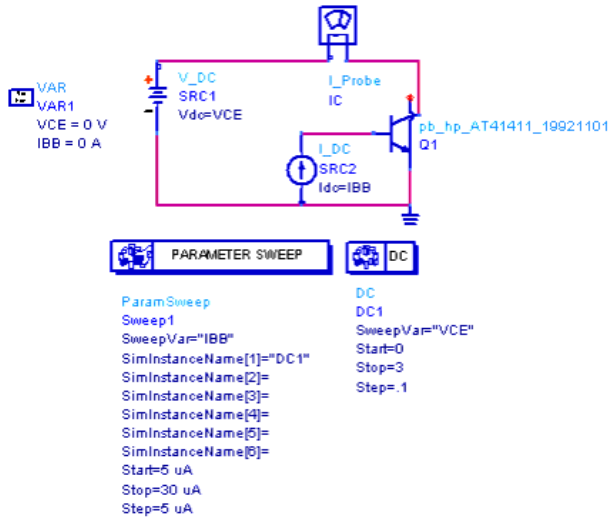 VAR
VAR1
VCE = 0 V
IBB = 0 A
V_DC
SRC1
Vdc=VCE
I_Probe
IC
I_DC
SRC2
Idc=IBB
pb_hp_AT41411_19921101
Q1
PARAMETER SWEEP
ParamSweep
Sweep1
SweepVar="IBB"
SimInstanceName[1]="DC1"
SimInstanceName[2]=
SimInstanceName[3]=
SimInstanceName[4]=
SimInstanceName[5]=
SimInstanceName[6]=
Start=5 uA
Stop=30 uA
Step=5 uA
DC
DC
DC1
SweepVar="VCE"
Start=0
Stop=3
Step=.1